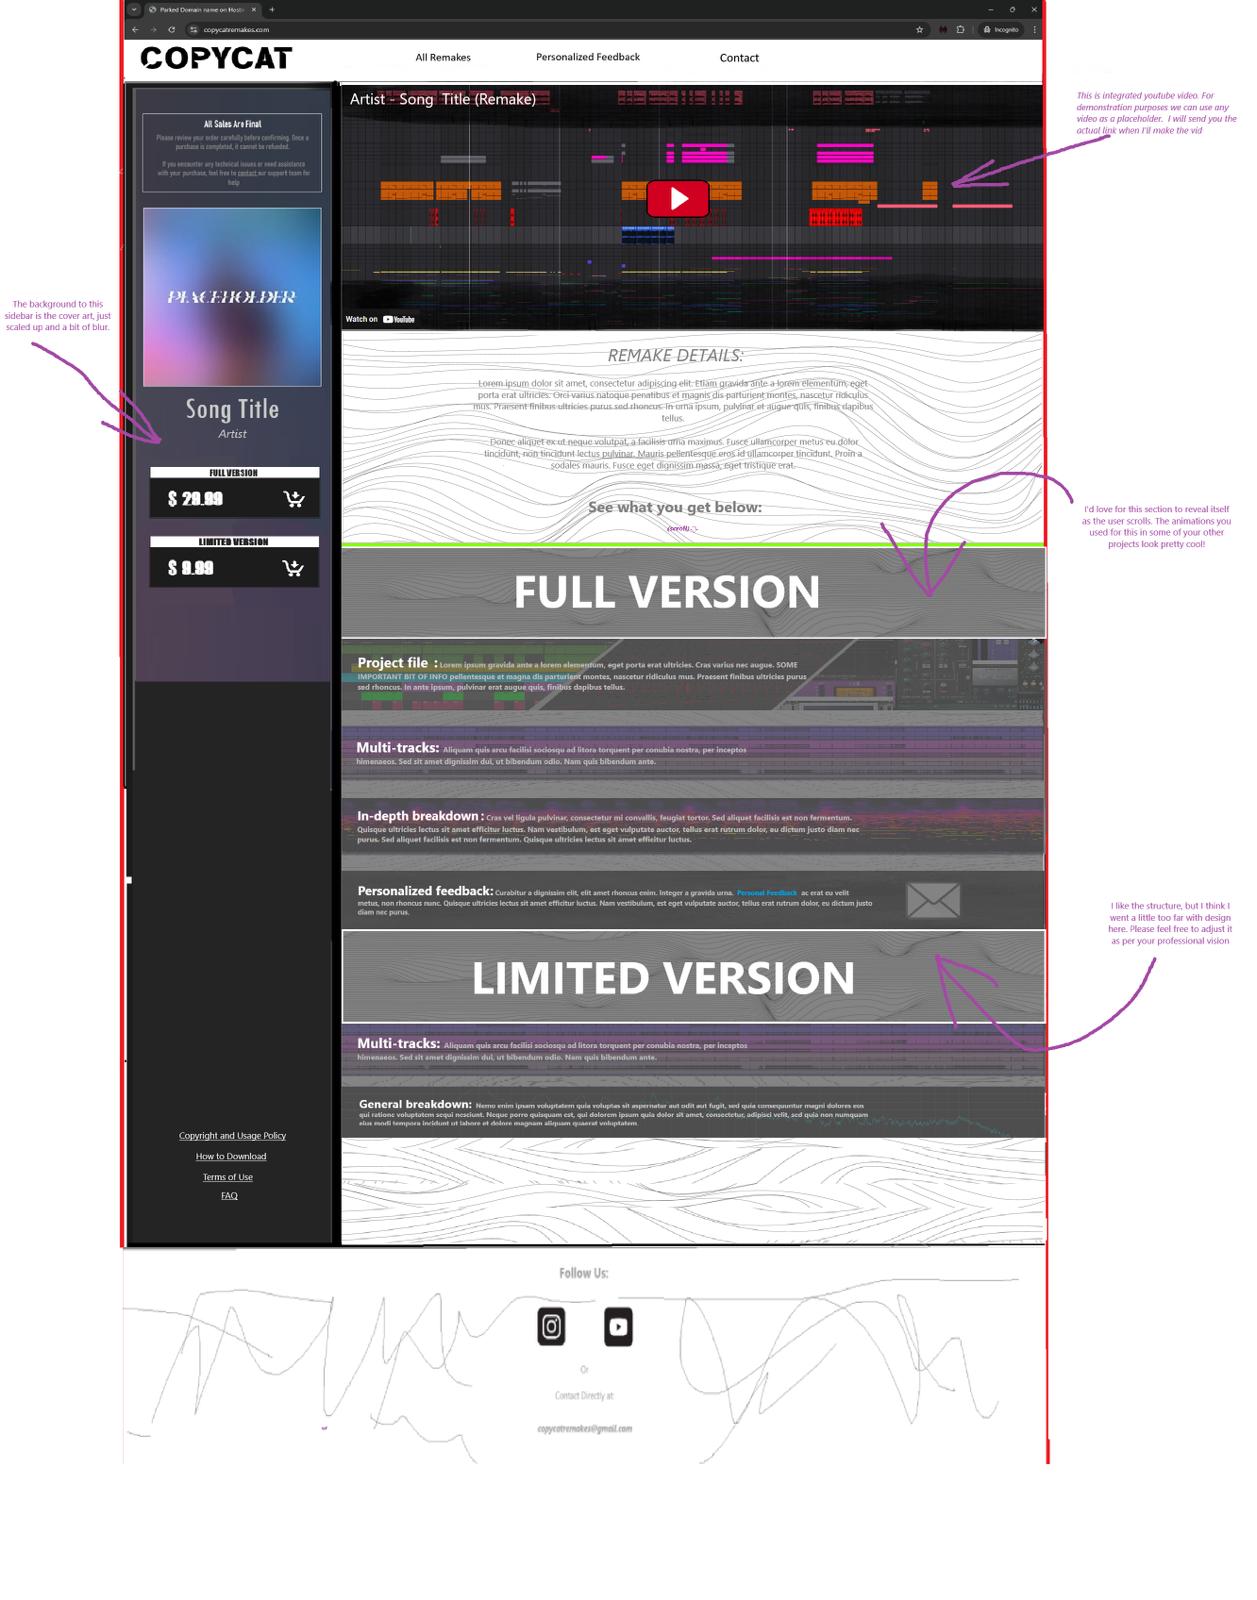 Parked Domain name on Hosti
copycatremakes.com
Incognito
COPYCAT
All Remakes
Personalized Feedback
Contact
All Sales Are Final
Please review your order carefully before confirming. Once a
purchase is completed, it cannot be refunded.
If you encounter any technical issues or need assistance
with your purchase, feel free to contact our support team for
help
PLACEHOLDER
Song Title
Artist
FULL VERSION
$ 29.99
LIMITED VERSION
$ 9.99
Copyright and Usage Policy
How to Download
Terms of Use
FAQ
The background to this
sidebar is the cover art, just
scaled up and a bit of blur.
Artist - Song Title (Remake)
Watch on YouTube
This is integrated youtube video. For
demonstration purposes we can use any
video as a placeholder. I will send you the
actual link when I'll make the vid
REMAKE DETAILS:
Lorem ipsum dolor sit amet, consectetur adipiscing elit. Etiam gravida ante a lorem elementum, eget
porta erat ultricies. Orci varius natoque penatibus et magnis dis parturient montes, nascetur ridiculus
mus. Praesent finibus ultricies purus sed rhoncus. In urna ipsum, pulvinar et augue quis, finibus dapibus
tellus.
Donec aliquet ex ut neque volutpat, a facilisis urna maximus. Fusce ullamcorper metus eu dolor
tincidunt, non tincidunt lectus pulvinar. Mauris pellentesque eros id ullamcorper tincidunt. Proin a
sodales mauris. Fusce eget dignissim massa, eget tristique erat.
See what you get below:
(scroll)
I'd love for this section to reveal itself
as the user scrolls. The animations you
used for this in some of your other
projects look pretty cool!
FULL VERSION
Project file : Lorem ipsum gravida ante a lorem elementum, eget porta erat ultricies. Cras varius nec augue. SOME
IMPORTANT BIT OF INFO pellentesque et magnis dis parturient montes, nascetur ridiculus mus. Praesent finibus ultricies purus
sed rhoncus. In ante ipsum, pulvinar erat augue quis, finibus dapibus tellus.
Multi-tracks: Aliquam quis arcu facilisi sociosqu ad litora torquent per conubia nostra, per inceptos
himenaeos. Sed sit amet dignissim dui, ut bibendum odio. Nam quis bibendum ante.
In-depth breakdown : Cras vel ligula pulvinar, consectetur mi convallis, feugiat tortor. Sed aliquet facilisis est non fermentum.
Quisque ultricies lectus sit amet efficitur luctus. Nam vestibulum, est eget vulputate auctor, tellus erat rutrum dolor, eu dictum justo diam nec
purus. Sed aliquet facilisis est non fermentum. Quisque ultricies lectus sit amet efficitur luctus.
Personalized feedback: Curabitur a dignissim elit, elit amet rhoncus enim. Integer a gravida urna. Personal Feedback ac erat eu velit
metus, non rhoncus nunc. Quisque ultricies lectus sit amet efficitur luctus. Nam vestibulum, est eget vulputate auctor, tellus erat rutrum dolor, eu dictum justo
diam nec purus.
LIMITED VERSION
I like the structure, but I think I
went a little too far with design
here. Please feel free to adjust it
as per your professional vision
Multi-tracks: Aliquam quis arcu facilisi sociosqu ad litora torquent per conubia nostra, per inceptos
himenaeos. Sed sit amet dignissim dui, ut bibendum odio. Nam quis bibendum ante.
General breakdown: Nemo enim ipsam voluptatem quia voluptas sit aspernatur aut odit aut fugit, sed quia consequuntur magni dolores eos
qui ratione voluptatem sequi nesciunt. Neque porro quisquam est, qui dolorem ipsum quia dolor sit amet, consectetur, adipisci velit, sed quia non numquam
eius modi tempora incidunt ut labore et dolore magnam aliquam quaerat voluptatem.
Follow Us:
Or
Contact Directly at:
copycatremakes@gmail.com